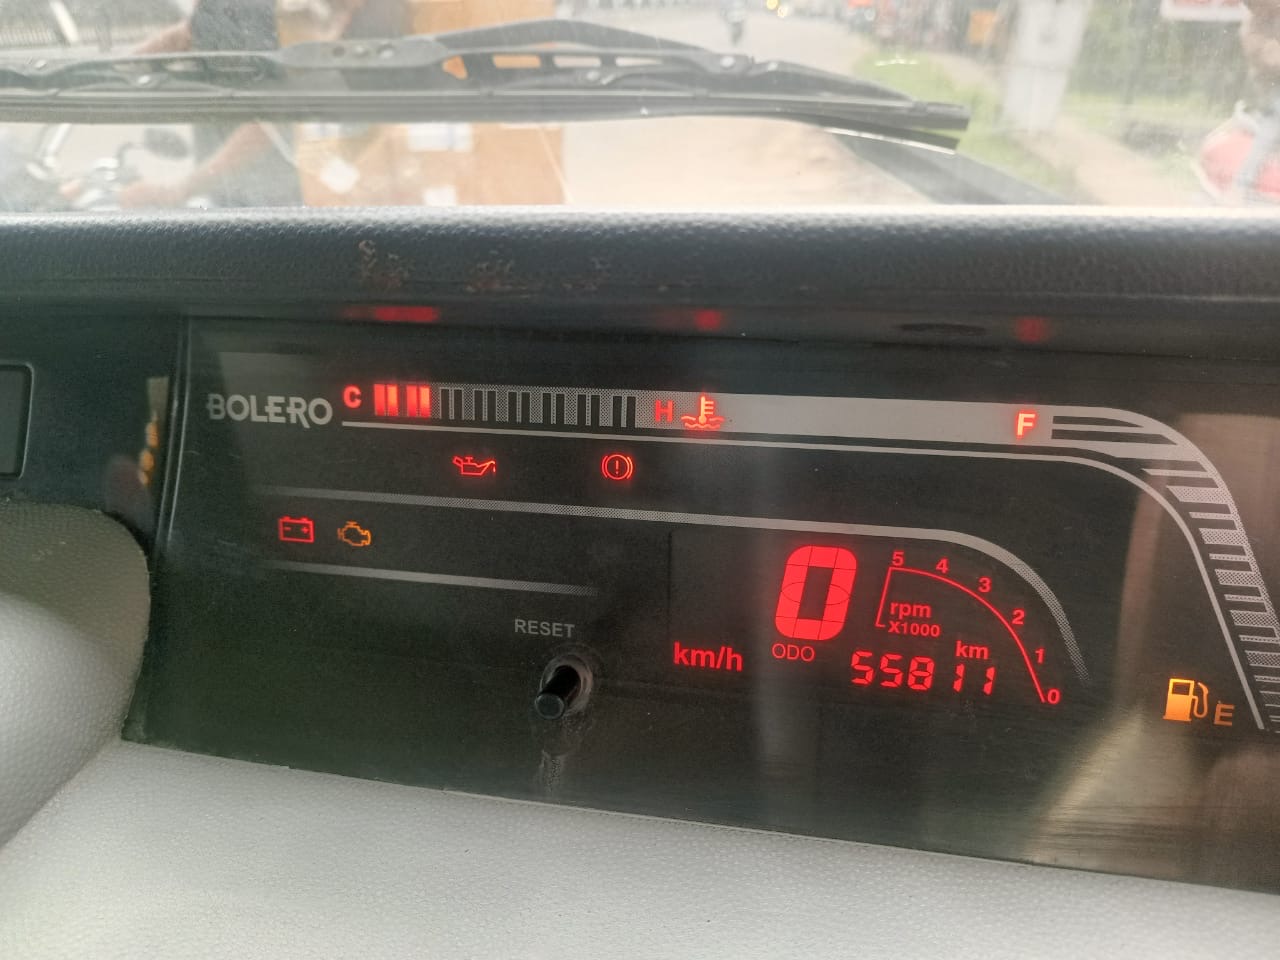 BOLERO C H F
RESET
0
km/h
ODO 55811 km
5 4 3 2 1 0
rpm
X1000
E